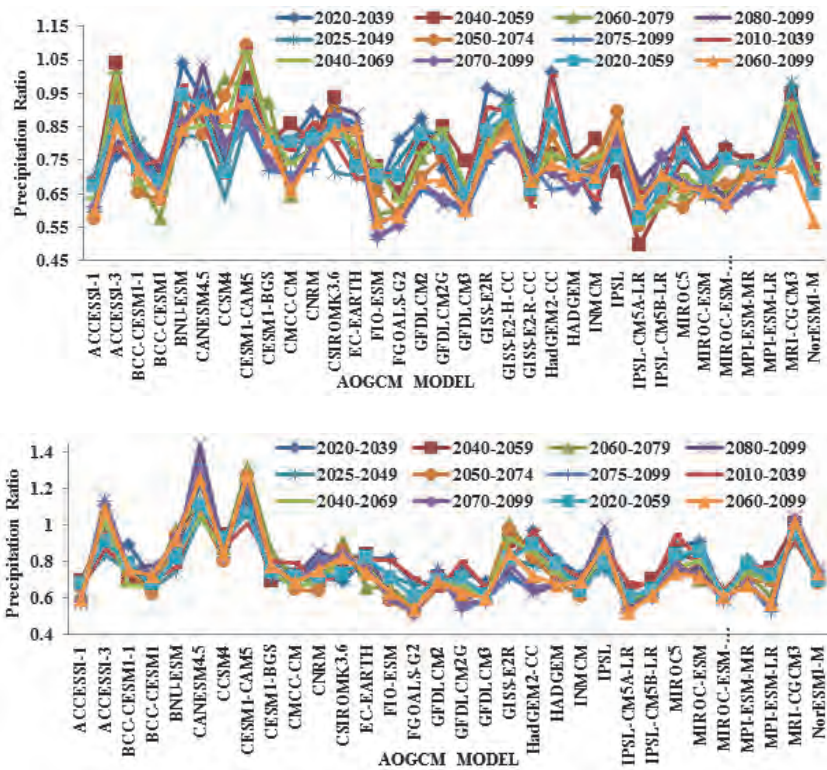 1.15
1.05
0.95
0.85
0.75
0.65
0.55
0.45
Precipitation Ratio
2020-2039 2040-2059 2060-2079 2080-2099
2025-2049 2050-2074 2075-2099 2010-2039
2040-2069 2070-2099 2020-2059 2060-2099
ACCESSI-1
ACCESSI-3
BCC-CESM1-1
BCC-CESM1
BNU-ESM
CANESM4.5
CCSM4
CESM1-CAM5
CESM1-BGS
CMCC-CM
CNRM
CSIROMK3.6
EC-EARTH
FIO-ESM
FGOALS-G2
GFDLCM2
GFDLCM2G
GFDLCM3
GISS-E2R
GISS-E2-H-CC
GISS-E2-R-CC
HadGEM2-CC
HADGEM
INMCM
IPSL
IPSL-CM5A-LR
IPSL-CM5B-LR
MIROC5
MIROC-ESM
MIROC-ESM-...
MPI-ESM-MR
MPI-ESM-LR
MRI-CGCM3
NorESMI-M
AOGCM MODEL
1.4
1.2
1
0.8
0.6
0.4
Precipitation Ratio
2020-2039 2040-2059 2060-2079 2080-2099
2025-2049 2050-2074 2075-2099 2010-2039
2040-2069 2070-2099 2020-2059 2060-2099
ACCESSI-1
ACCESSI-3
BCC-CESM1-1
BCC-CESM1
BNU-ESM
CANESM4.5
CCSM4
CESM1-CAM5
CESM1-BGS
CMCC-CM
CNRM
CSIROMK3.6
EC-EARTH
FIO-ESM
FGOALS-G2
GFDLCM2
GFDLCM2G
GFDLCM3
GISS-E2R
HadGEM2-CC
HADGEM
INMCM
IPSL
IPSL-CM5A-LR
IPSL-CM5B-LR
MIROC5
MIROC-ESM
MIROC-ESM-...
MPI-ESM-MR
MPI-ESM-LR
MRI-CGCM3
NorESMI-M
AOGCM MODEL